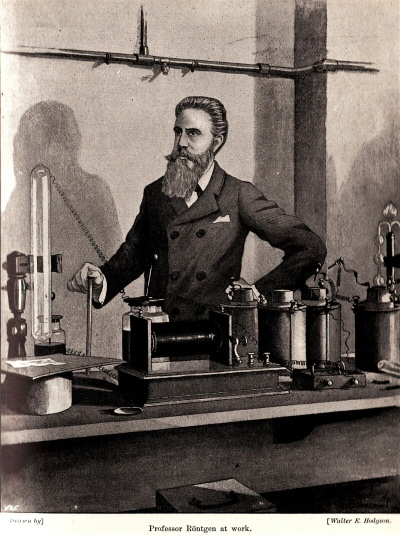 Drawn by]
[Walter E. Hodgson.
Professor Röntgen at work.